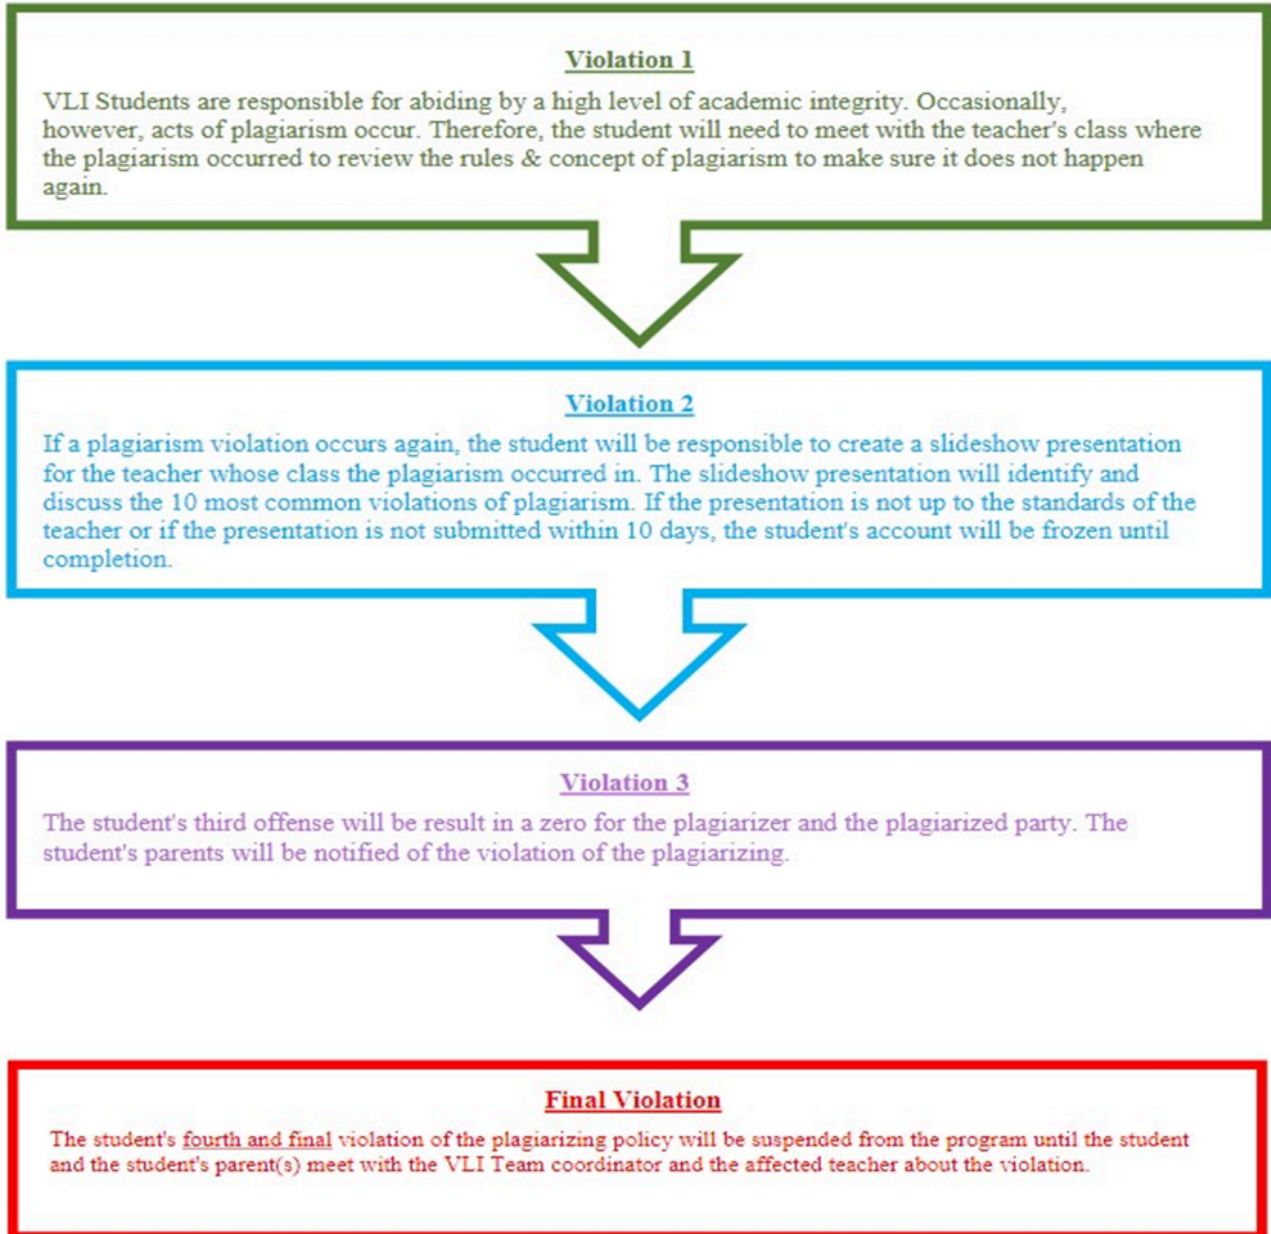 Violation 1
VLI Students are responsible for abiding by a high level of academic integrity. Occasionally,
however, acts of plagiarism occur. Therefore, the student will need to meet with the teacher's class where
the plagiarism occurred to review the rules & concept of plagiarism to make sure it does not happen
again.
Violation 2
If a plagiarism violation occurs again, the student will be responsible to create a slideshow presentation
for the teacher whose class the plagiarism occurred in. The slideshow presentation will identify and
discuss the 10 most common violations of plagiarism. If the presentation is not up to the standards of the
teacher or if the presentation is not submitted within 10 days, the student's account will be frozen until
completion.
Violation 3
The student's third offense will be result in a zero for the plagiarizer and the plagiarized party. The
student's parents will be notified of the violation of the plagiarizing.
Final Violation
The student's fourth and final violation of the plagiarizing policy will be suspended from the program until the student
and the student's parent(s) meet with the VLI Team coordinator and the affected teacher about the violation.